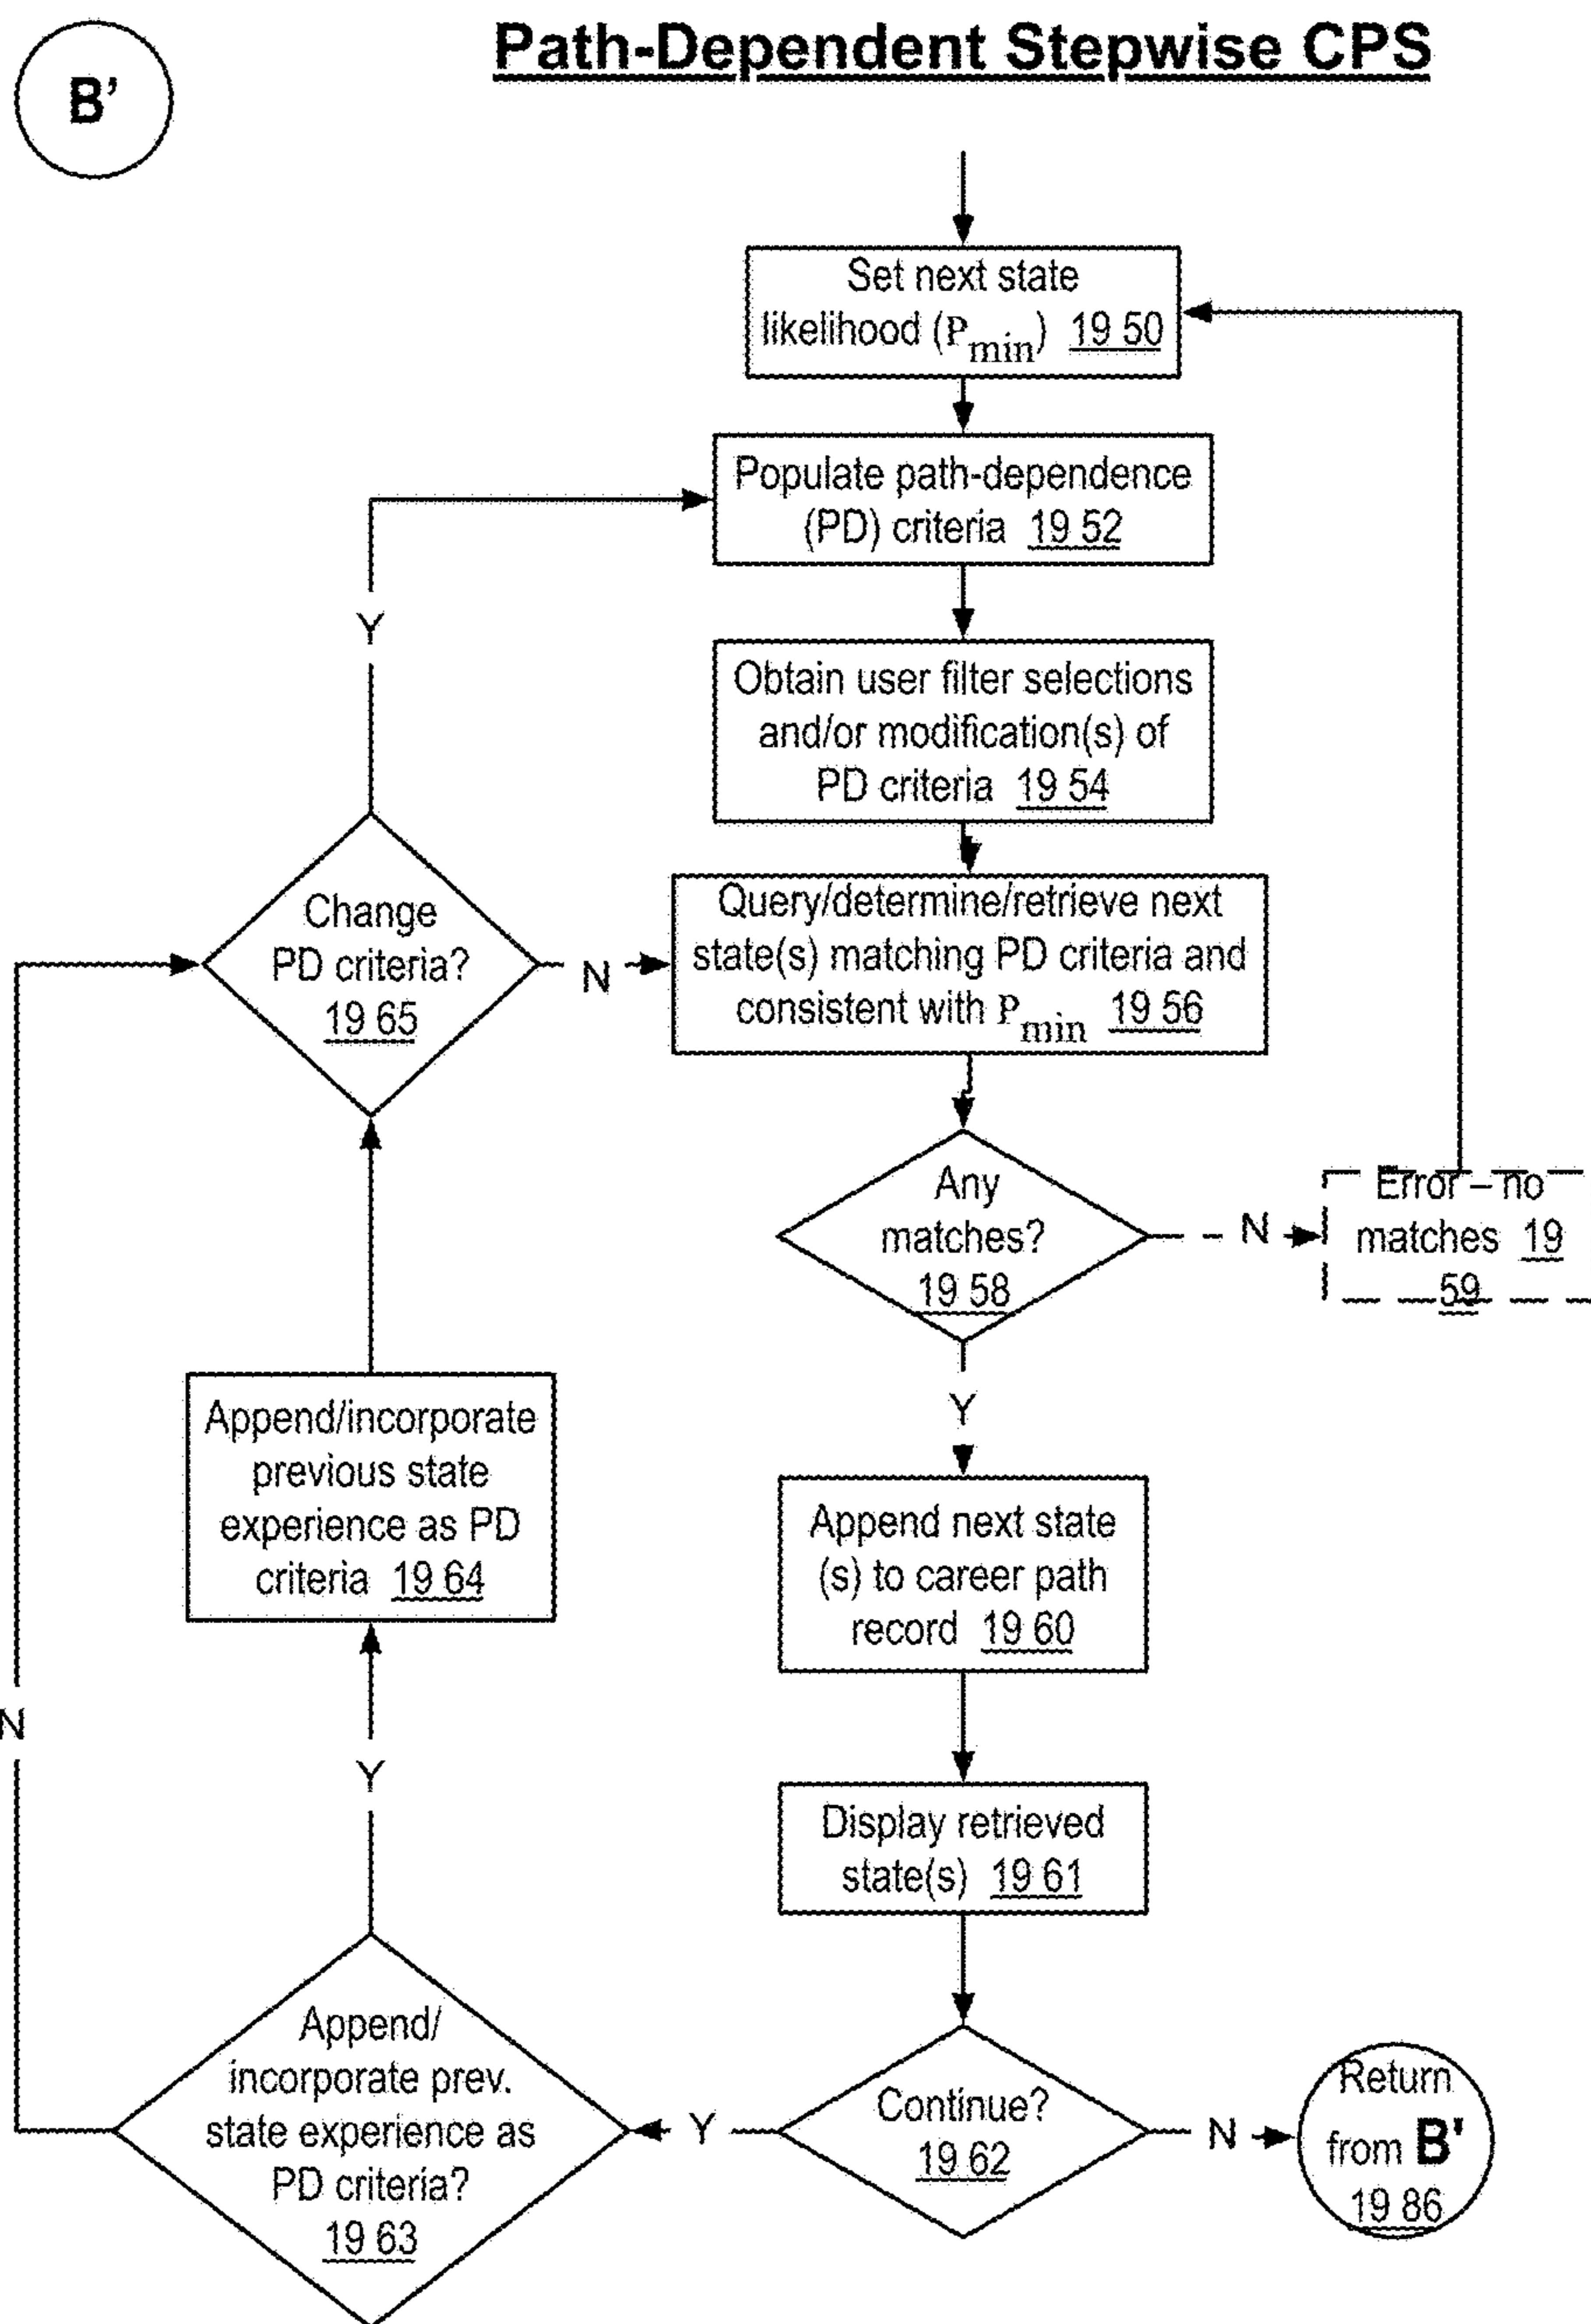 B'
Path-Dependent Stepwise CPS
Set next state
likelihood (Pmin) 19 50
Populate path-dependence
(PD) criteria 19 52
Y
Obtain user filter selections
and/or modification(s) of
PD criteria 19 54
Change
PD criteria?
19 65
N
Query/determine/retrieve next
state(s) matching PD criteria and
consistent with Pmin 19 56
Any
matches?
19 58
N
Error – no
matches 19
59
Y
Append/incorporate
previous state
experience as PD
criteria 19 64
Append next state
(s) to career path
record 19 60
N
Y
Display retrieved
state(s) 19 61
Append/
incorporate prev.
state experience as
PD criteria?
19 63
Y
Continue?
19 62
N
Return
from B'
19 86